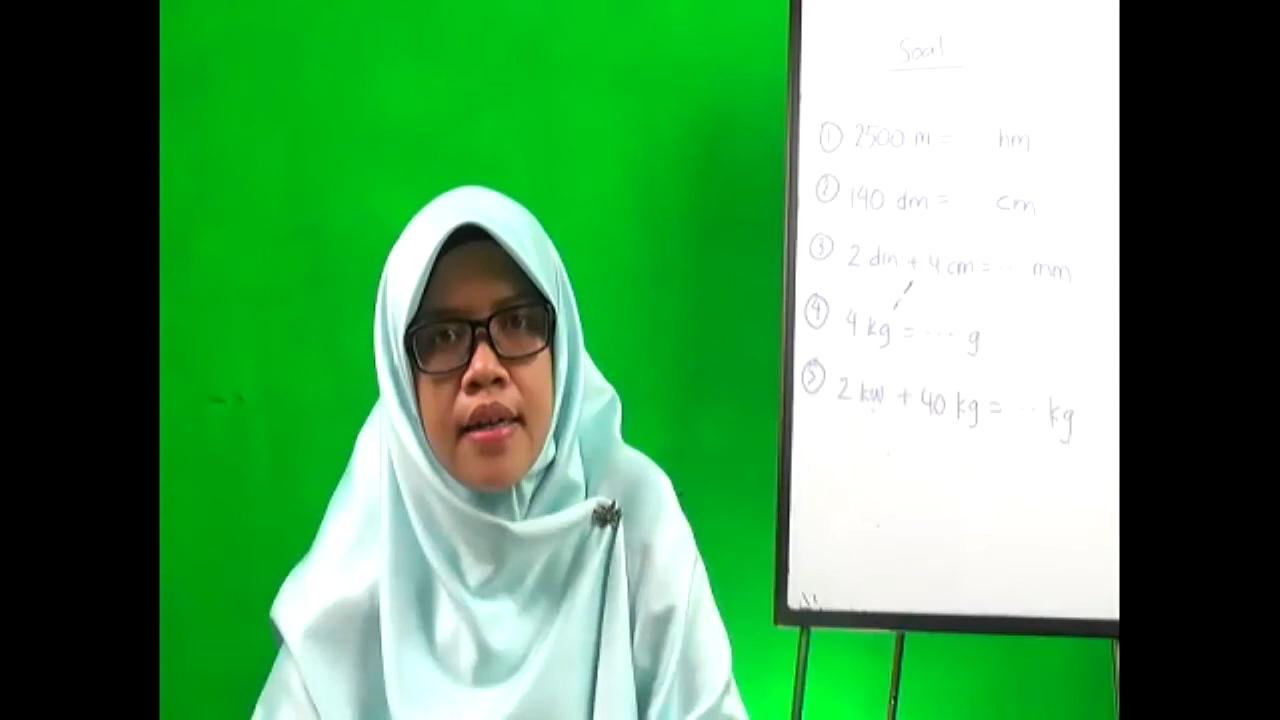 Soal
① 2500 m = hm
② 140 dm = cm
③ 2 dm + 4 cm = ... mm
④ 4 kg = ... g
⑤ 2 kw + 40 kg = ... kg